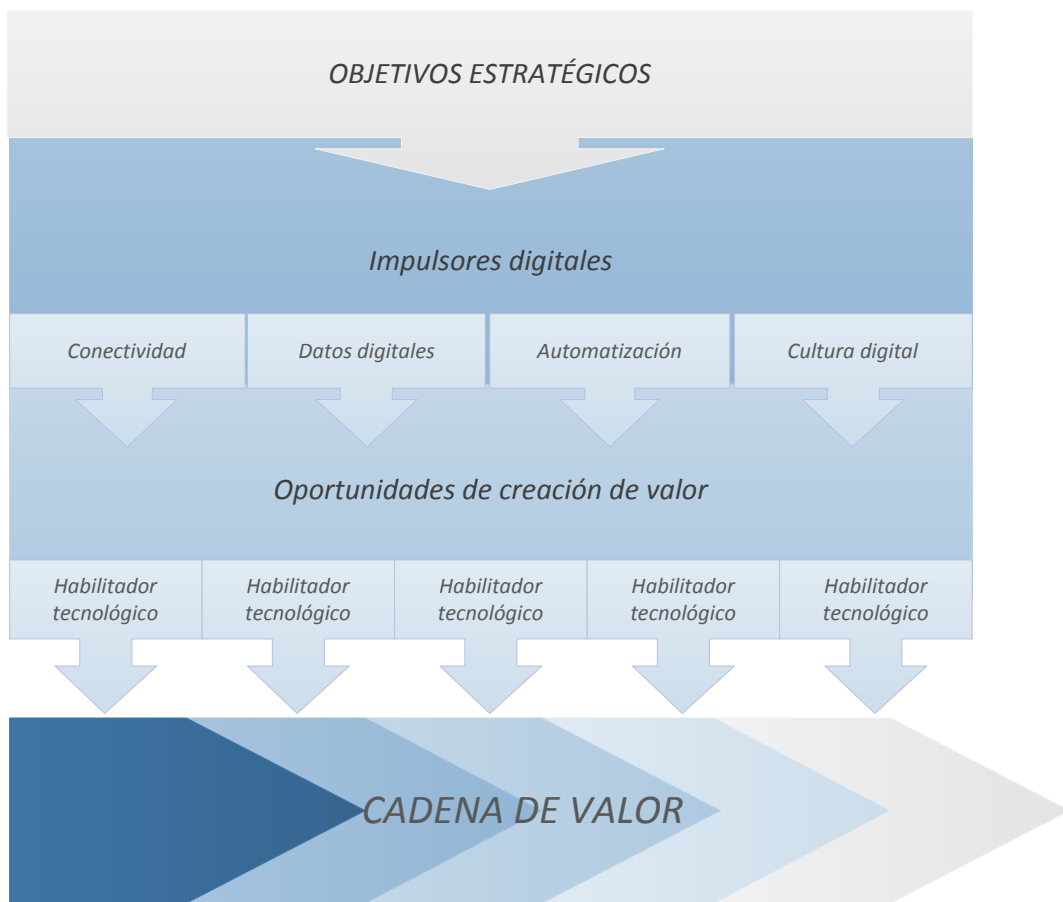 OBJETIVOS ESTRATÉGICOS
Impulsores digitales
Conectividad
Datos digitales
Automatización
Cultura digital
Oportunidades de creación de valor
Habilitador
tecnológico
Habilitador
tecnológico
Habilitador
tecnológico
Habilitador
tecnológico
Habilitador
tecnológico
CADENA DE VALOR